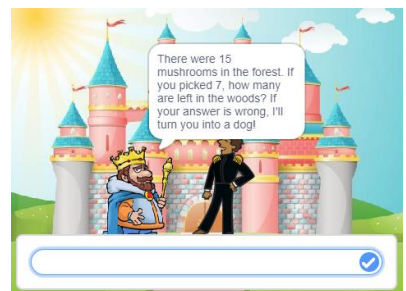 There were 15
mushrooms in the forest. If
you picked 7, how many
are left in the woods? If
your answer is wrong, I'll
turn you into a dog!